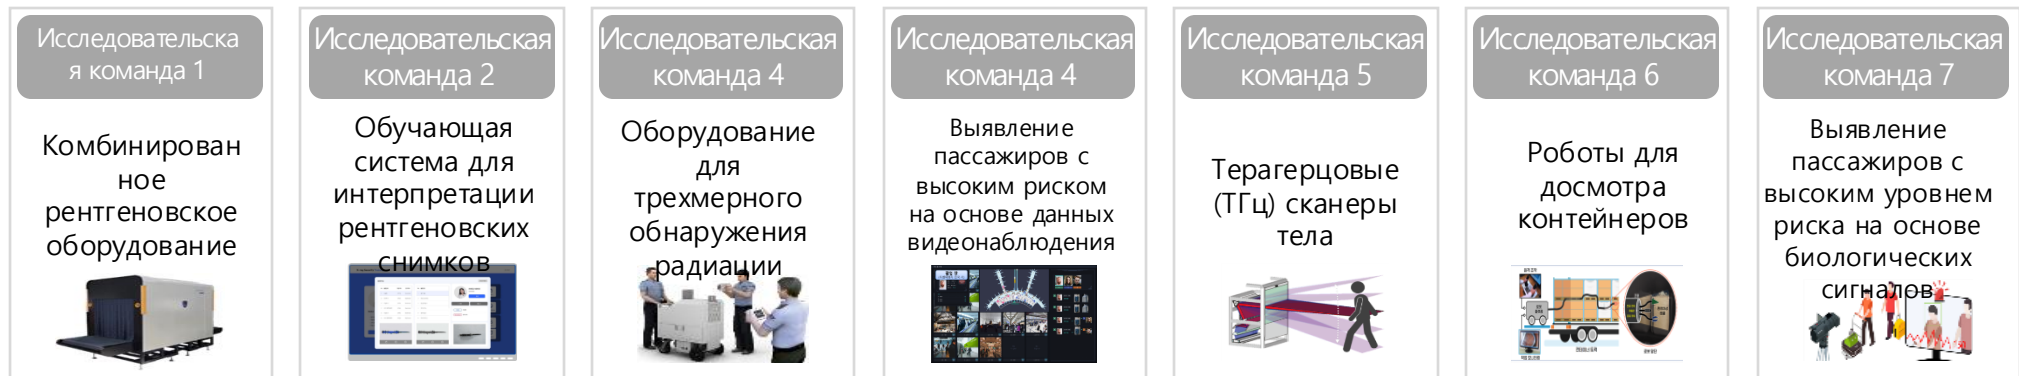 Исследовательска
я команда 1
Комбинирован
ное
рентгеновское
оборудование
Исследовательская
команда 2
Обучающая
система для
интерпретации
рентгеновских
снимков
Исследовательская
команда 4
Оборудование
для
трехмерного
обнаружения
радиации
Исследовательская
команда 4
Выявление
пассажиров с
высоким риском
на основе данных
видеонаблюдения
Исследовательская
команда 5
Терагерцовые
(ТГц) сканеры
тела
Исследовательская
команда 6
Роботы для
досмотра
контейнеров
Исследовательская
команда 7
Выявление
пассажиров с
высоким уровнем
риска на основе
биологических
сигналов